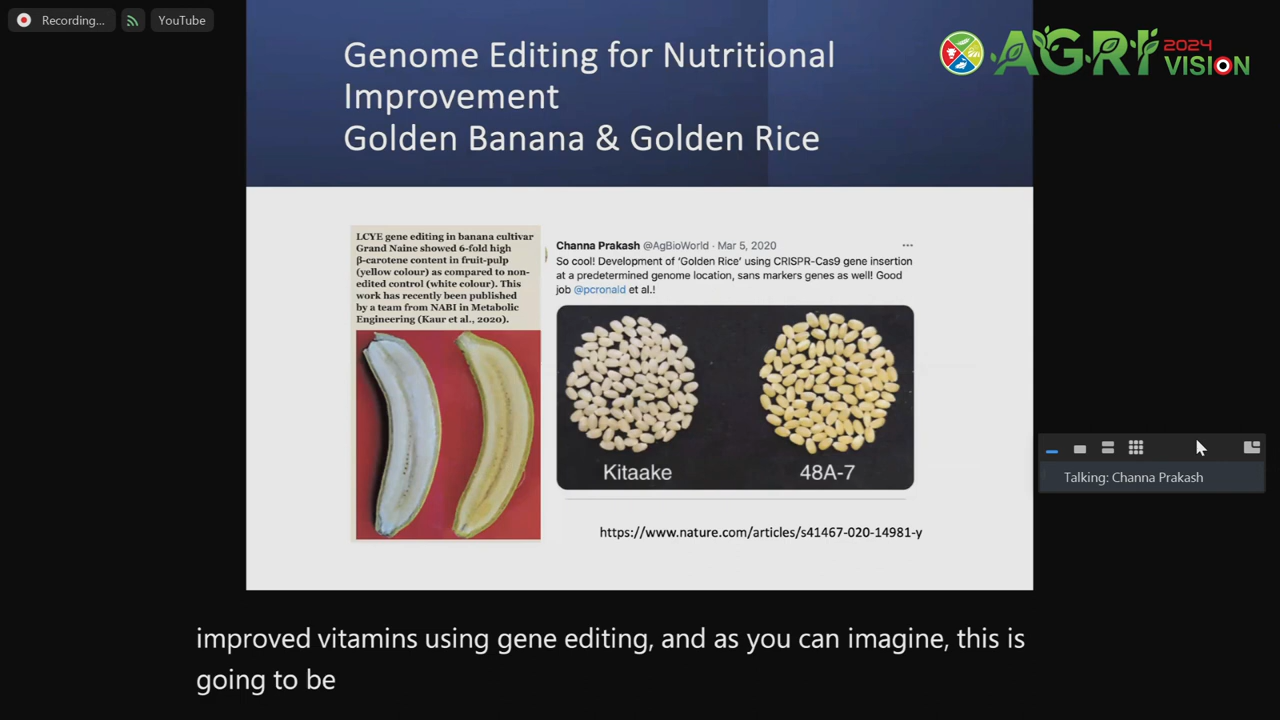 Recording...
YouTube
Genome Editing for Nutritional
Improvement
Golden Banana & Golden Rice
AGRI
2024
VISION
LCYE gene editing in banana cultivar
Grand Naine showed 6-fold high
β-carotene content in fruit-pulp
(yellow colour) as compared to non-
edited control (white colour). This
work has recently been published
by a team from NABI in Metabolic
Engineering (Kaur et al., 2020).
Channa Prakash @AgBioWorld · Mar 5, 2020
So cool! Development of 'Golden Rice' using CRISPR-Cas9 gene insertion
at a predetermined genome location, sans markers genes as well! Good
job @pcronald et al.!
Kitaake
48A-7
https://www.nature.com/articles/s41467-020-14981-y
Talking: Channa Prakash
improved vitamins using gene editing, and as you can imagine, this is
going to be